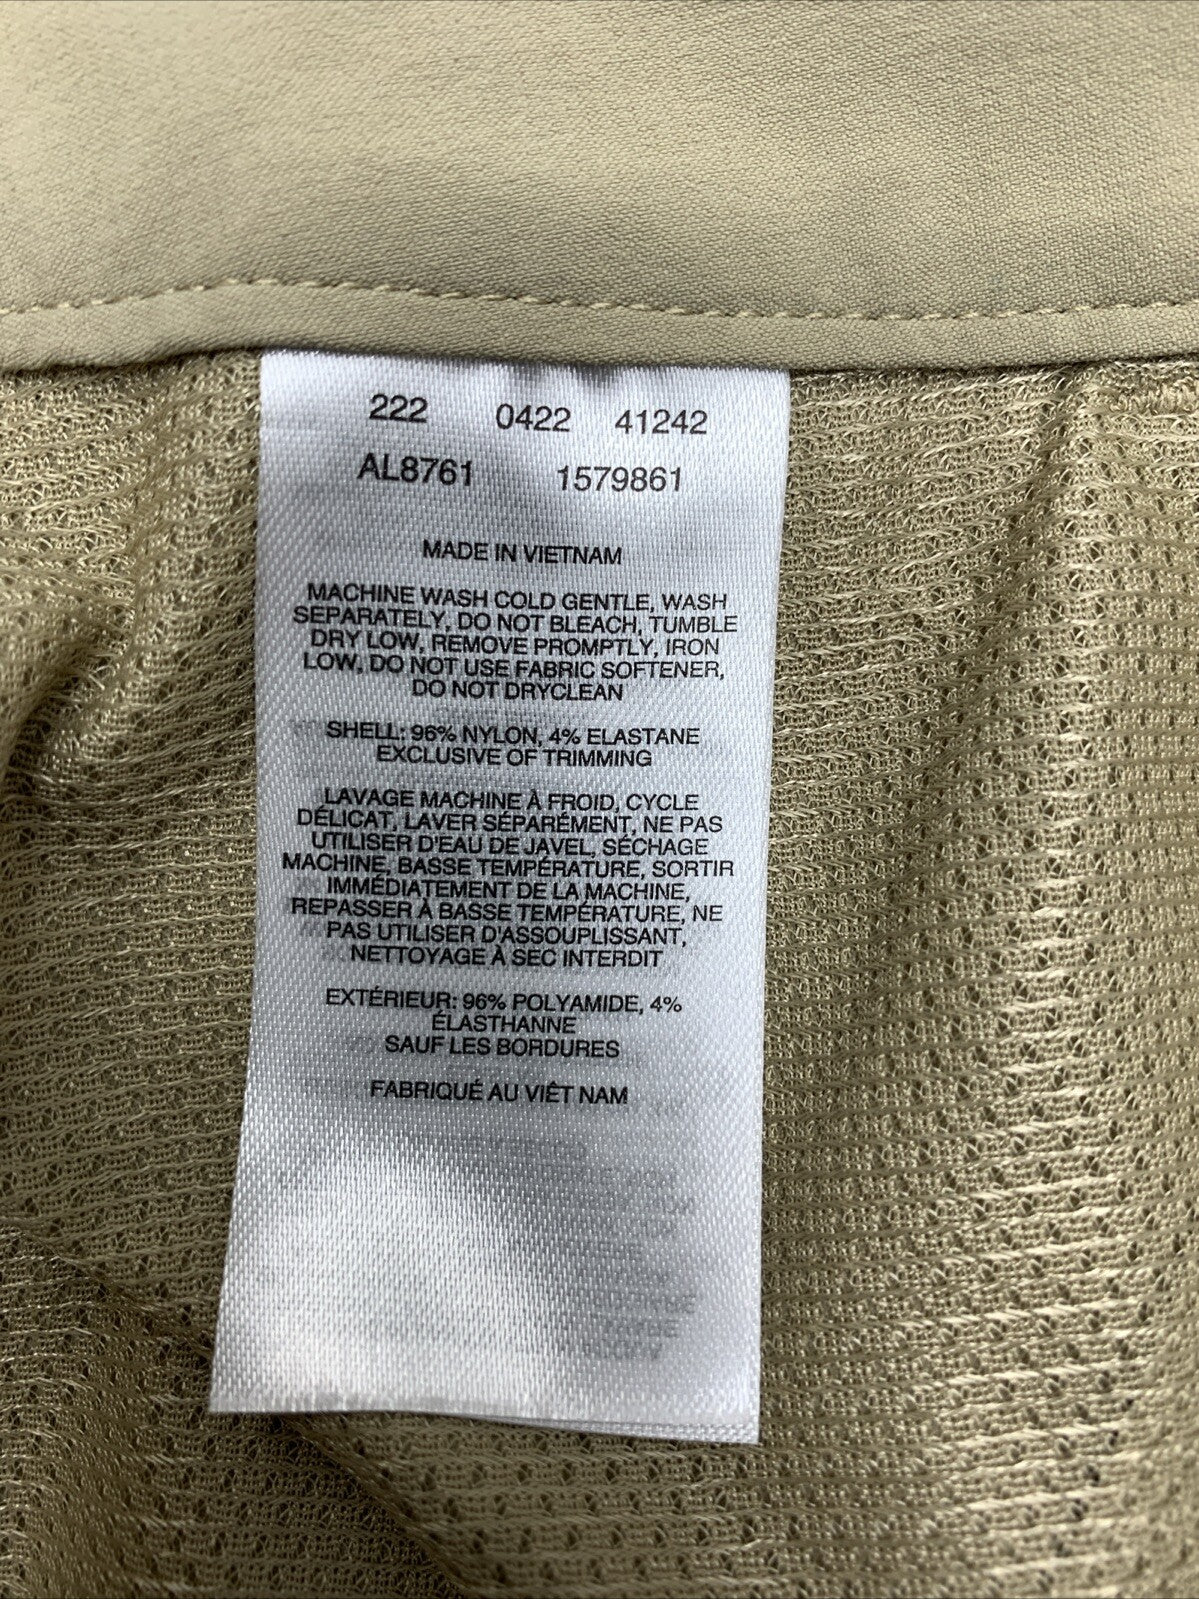 222 0422 41242
AL8761 1579861
MADE IN VIETNAM
MACHINE WASH COLD GENTLE, WASH
SEPARATELY, DO NOT BLEACH, TUMBLE
DRY LOW, REMOVE PROMPTLY, IRON
LOW, DO NOT USE FABRIC SOFTENER,
DO NOT DRYCLEAN
SHELL: 96% NYLON, 4% ELASTANE
EXCLUSIVE OF TRIMMING
LAVAGE MACHINE À FROID, CYCLE
DÉLICAT, LAVER SÉPARÉMENT, NE PAS
UTILISER D'EAU DE JAVEL, SÉCHAGE
MACHINE, BASSE TEMPÉRATURE, SORTIR
IMMÉDIATEMENT DE LA MACHINE,
REPASSER À BASSE TEMPÉRATURE, NE
PAS UTILISER D'ASSOUPLISSANT,
NETTOYAGE À SEC INTERDIT
EXTÉRIEUR: 96% POLYAMIDE, 4%
ÉLASTHANNE
SAUF LES BORDURES
FABRIQUÉ AU VIÊT NAM